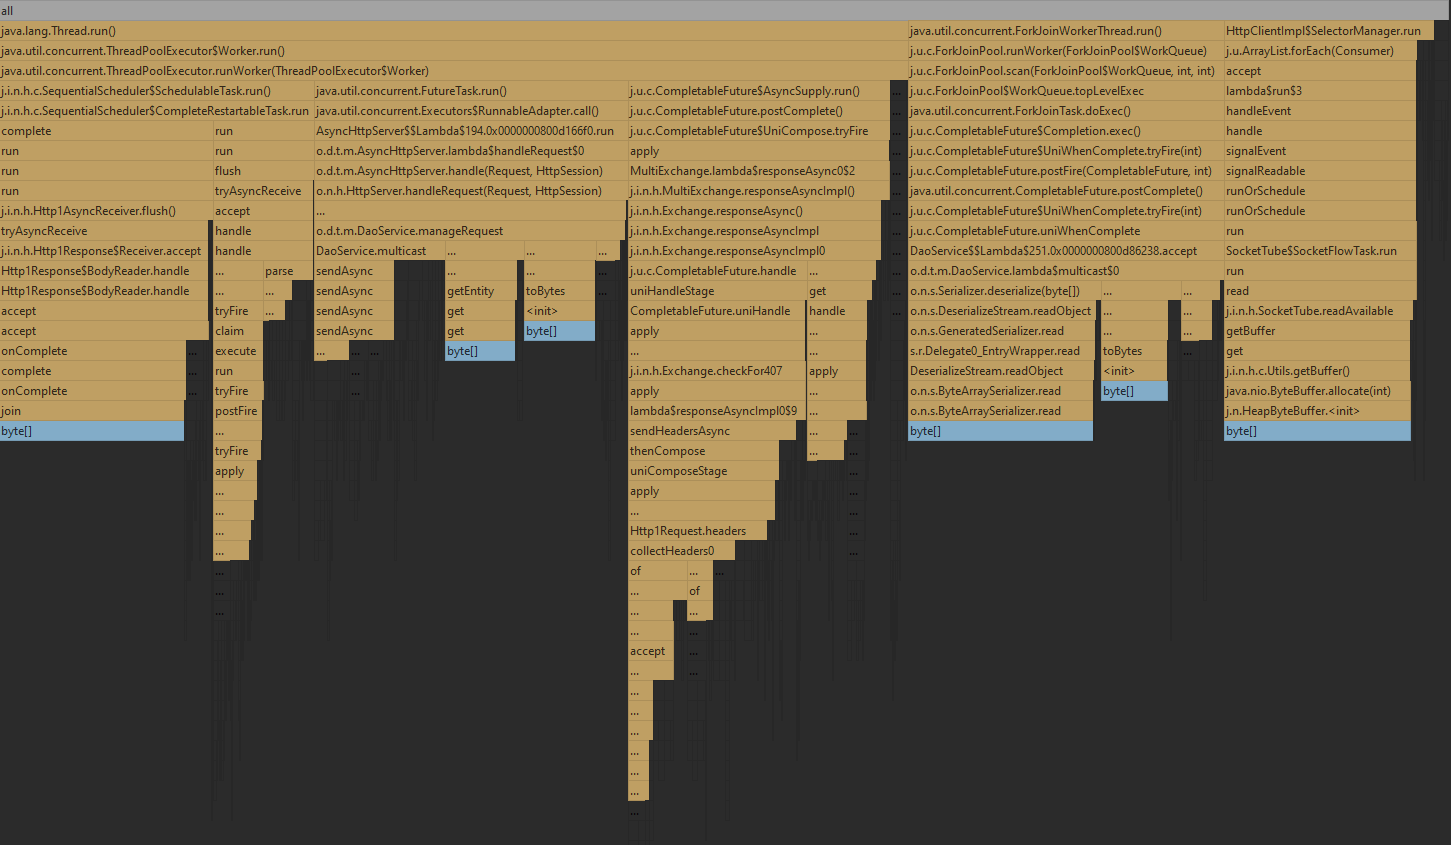 all
java.lang.Thread.run() java.util.concurrent.ForkJoinWorkerThread.run() HttpClientImpl$SelectorManager.run
java.util.concurrent.ThreadPoolExecutor$Worker.run() j.u.c.ForkJoinPool.runWorker(ForkJoinPool$WorkQueue) j.u.ArrayList.forEach(Consumer)
java.util.concurrent.ThreadPoolExecutor.runWorker(ThreadPoolExecutor$Worker) j.u.c.ForkJoinPool.scan(ForkJoinPool$WorkQueue, int, int) accept
j.i.n.h.c.SequentialScheduler$SchedulableTask.run() java.util.concurrent.FutureTask.run() j.u.c.CompletableFuture$AsyncSupply.run() ... j.u.c.ForkJoinPool$WorkQueue.topLevelExec lambda$run$3
j.i.n.h.c.SequentialScheduler$CompleteRestartableTask.run java.util.concurrent.Executors$RunnableAdapter.call() j.u.c.CompletableFuture.postComplete() ... java.util.concurrent.ForkJoinTask.doExec() handleEvent
complete run AsyncHttpServer$$Lambda$194.0x0000000800d166f0.run j.u.c.CompletableFuture$UniCompose.tryFire ... j.u.c.CompletableFuture$Completion.exec() handle
run run o.d.t.m.AsyncHttpServer.lambda$handleRequest$0 apply ... j.u.c.CompletableFuture$UniWhenComplete.tryFire(int) signalEvent
run flush o.d.t.m.AsyncHttpServer.handle(Request, HttpSession) MultiExchange.lambda$responseAsync0$2 ... j.u.c.CompletableFuture.postFire(CompletableFuture, int) signalReadable
run tryAsyncReceive o.n.h.HttpServer.handleRequest(Request, HttpSession) j.i.n.h.MultiExchange.responseAsyncImpl() ... java.util.concurrent.CompletableFuture.postComplete() runOrSchedule
j.i.n.h.Http1AsyncReceiver.flush() accept ... j.i.n.h.Exchange.responseAsync() ... j.u.c.CompletableFuture$UniWhenComplete.tryFire(int) runOrSchedule
tryAsyncReceive handle o.d.t.m.DaoService.manageRequest j.i.n.h.Exchange.responseAsyncImpl ... j.u.c.CompletableFuture.uniWhenComplete run
j.i.n.h.Http1Response$Receiver.accept handle DaoService.multicast ... ... ... j.i.n.h.Exchange.responseAsyncImpl0 ... DaoService$$Lambda$251.0x0000000800d86238.accept SocketTube$SocketFlowTask.run
Http1Response$BodyReader.handle ... parse sendAsync ... ... ... j.u.c.CompletableFuture.handle ... ... o.d.t.m.DaoService.lambda$multicast$0 run
Http1Response$BodyReader.handle ... ... sendAsync getEntity toBytes ... uniHandleStage get ... o.n.s.Serializer.deserialize(byte[]) ... ... read
accept tryFire ... sendAsync get <init> CompletableFuture.uniHandle handle ... o.n.s.DeserializeStream.readObject ... ... j.i.n.h.SocketTube.readAvailable
accept claim sendAsync get byte[] apply ... ... o.n.s.GeneratedSerializer.read ... ... getBuffer
onComplete ... execute ... ... ... byte[] ... ... ... s.r.Delegate0_EntryWrapper.read toBytes ... get
complete ... run ... j.i.n.h.Exchange.checkFor407 apply ... DeserializeStream.readObject <init> j.i.n.h.c.Utils.getBuffer()
onComplete ... tryFire ... apply ... ... o.n.s.ByteArraySerializer.read byte[] java.nio.ByteBuffer.allocate(int)
join postFire lambda$responseAsyncImpl0$9 ... ... o.n.s.ByteArraySerializer.read j.n.HeapByteBuffer.<init>
byte[] ... sendHeadersAsync ... ... byte[] byte[]
tryFire thenCompose ... ...
apply uniComposeStage ...
... apply ...
... ... ...
... Http1Request.headers ...
... collectHeaders0 ...
... of ... ...
... ... of
... ... ...
... ...
accept ...
... ...
...
...
...
...
...
...
...